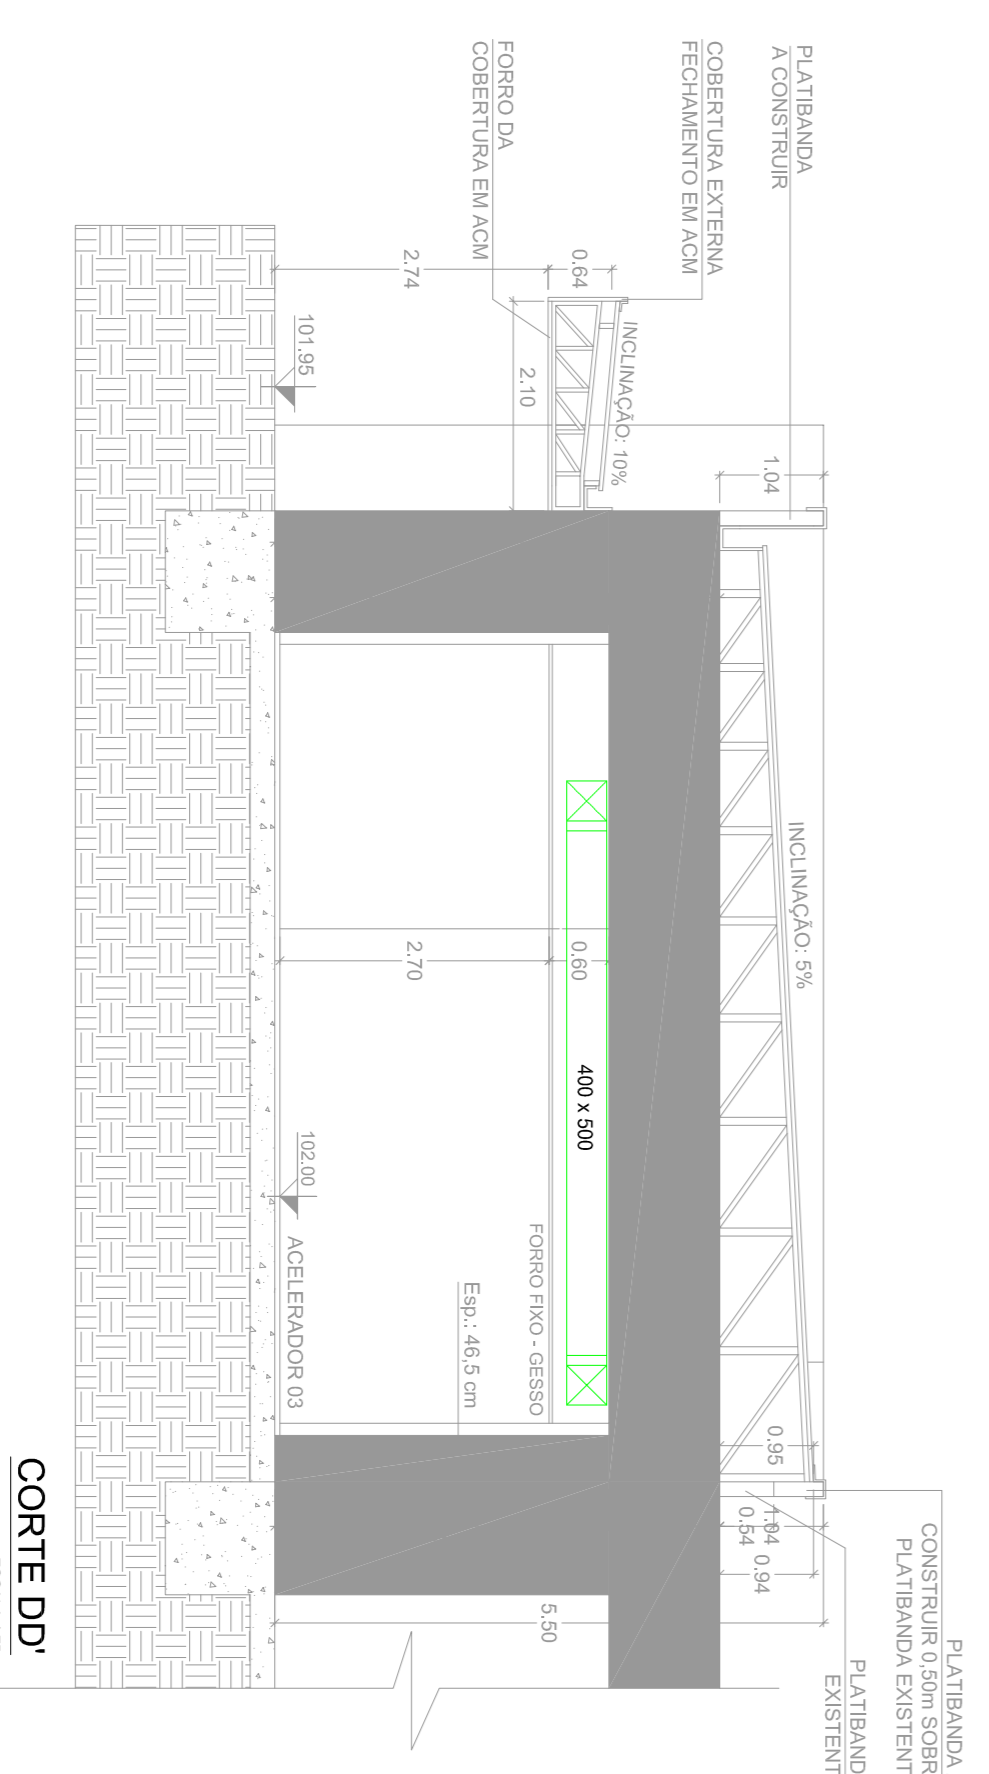 PLATIBANDA
A CONSTRUIR
COBERTURA EXTERNA
FECHAMENTO EM ACM
FORRO DA
COBERTURA EM ACM
1.04
0.64
2.74
2.10
INCLINAÇÃO: 10%
101.95
INCLINAÇÃO: 5%
0.60
2.70
400 x 500
102.00
ACELERADOR 03
FORRO FIXO - GESSO
Esp.: 46,5 cm
0.95
1.04
0.54
0.94
5.50
PLATIBANDA
CONSTRUIR 0,50m SOBR
PLATIBANDA EXISTENT
PLATIBAND
EXISTENT
CORTE DD'